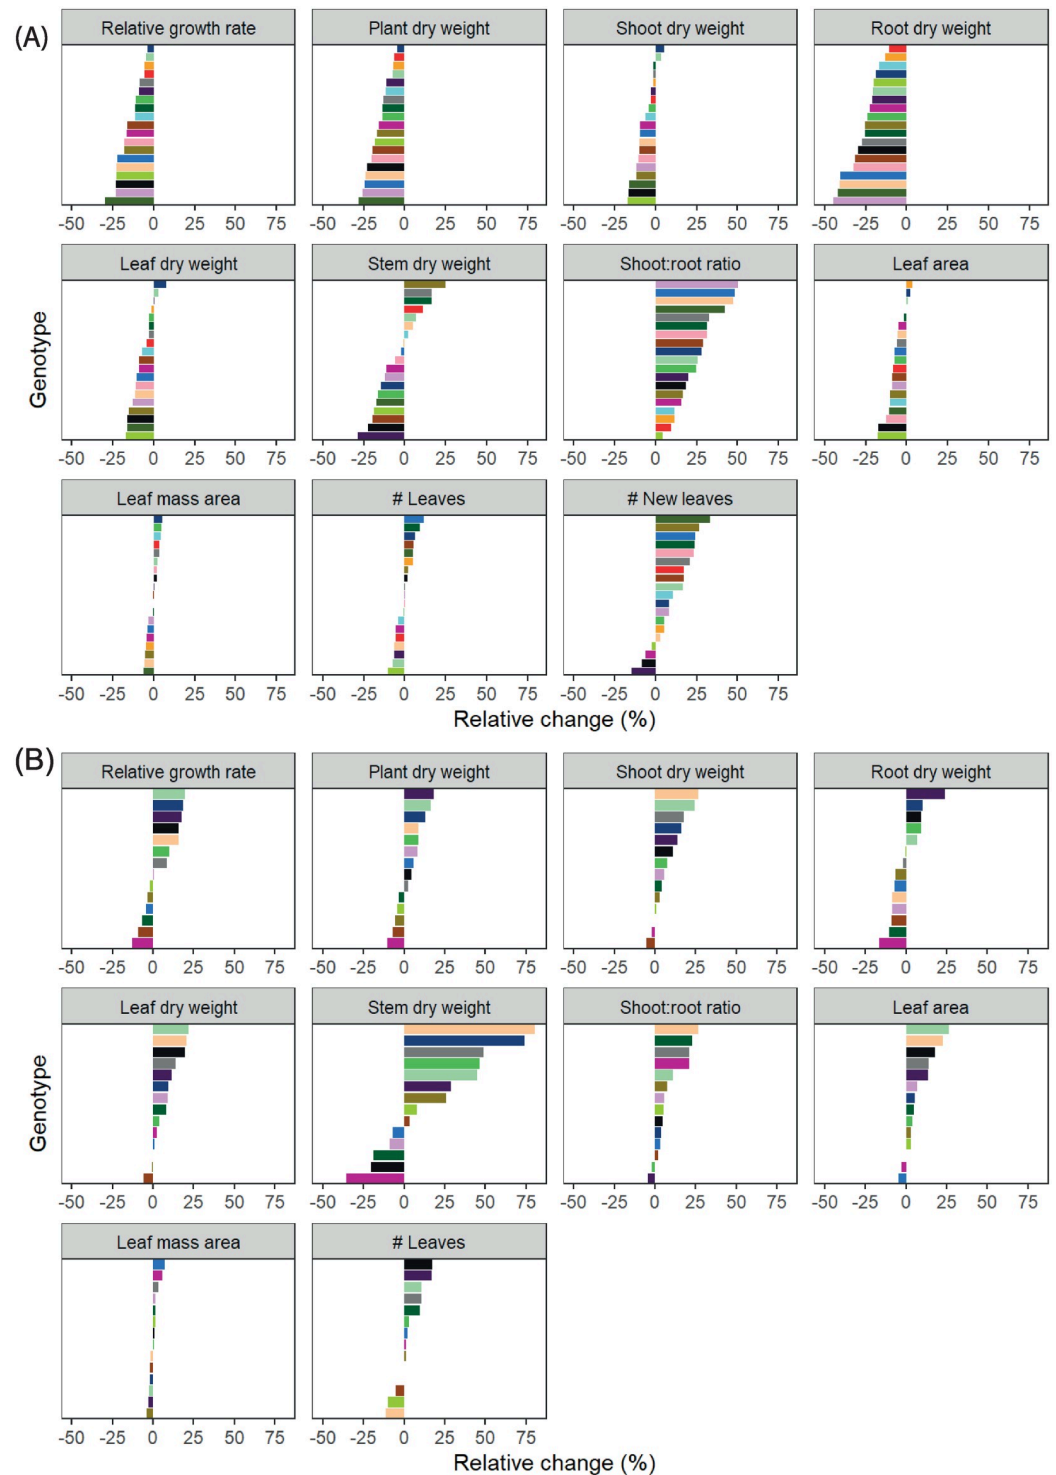 (A)
Relative growth rate Plant dry weight Shoot dry weight Root dry weight
-50 -25 0 25 50 75 -50 -25 0 25 50 75 -50 -25 0 25 50 75 -50 -25 0 25 50 75
Leaf dry weight Stem dry weight Shoot:root ratio Leaf area
Genotype
-50 -25 0 25 50 75 -50 -25 0 25 50 75 -50 -25 0 25 50 75 -50 -25 0 25 50 75
Leaf mass area # Leaves # New leaves
-50 -25 0 25 50 75 -50 -25 0 25 50 75 -50 -25 0 25 50 75
Relative change (%)
(B)
Relative growth rate Plant dry weight Shoot dry weight Root dry weight
-50 -25 0 25 50 75 -50 -25 0 25 50 75 -50 -25 0 25 50 75 -50 -25 0 25 50 75
Leaf dry weight Stem dry weight Shoot:root ratio Leaf area
Genotype
-50 -25 0 25 50 75 -50 -25 0 25 50 75 -50 -25 0 25 50 75 -50 -25 0 25 50 75
Leaf mass area # Leaves
-50 -25 0 25 50 75 -50 -25 0 25 50 75
Relative change (%)